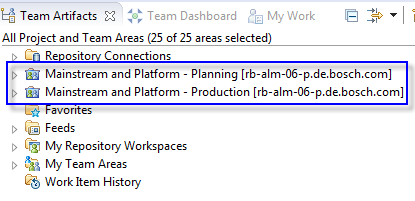 Team Artifacts Team Dashboard My Work
All Project and Team Areas (25 of 25 areas selected)
Repository Connections
Mainstream and Platform - Planning [rb-alm-06-p.de.bosch.com]
Mainstream and Platform - Production [rb-alm-06-p.de.bosch.com]
Favorites
Feeds
My Repository Workspaces
My Team Areas
Work Item History